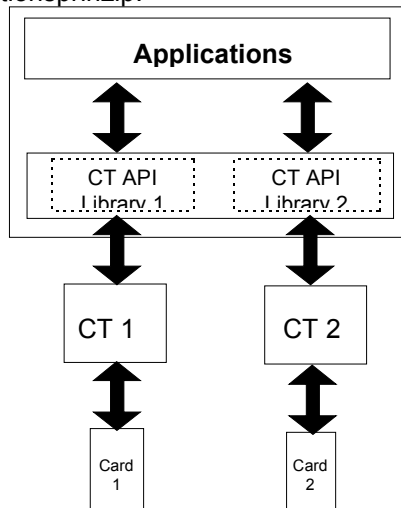 Applications
CT API
Library 1
CT API
Library 2
CT 1
CT 2
Card
1
Card
2